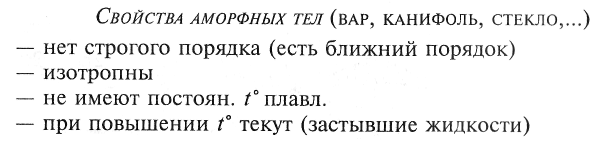 Свойства аморфных тел (вар, канифоль, стекло,...)
— нет строгого порядка (есть ближний порядок)
— изотропны
— не имеют постоян. t° плавл.
— при повышении t° текут (застывшие жидкости)